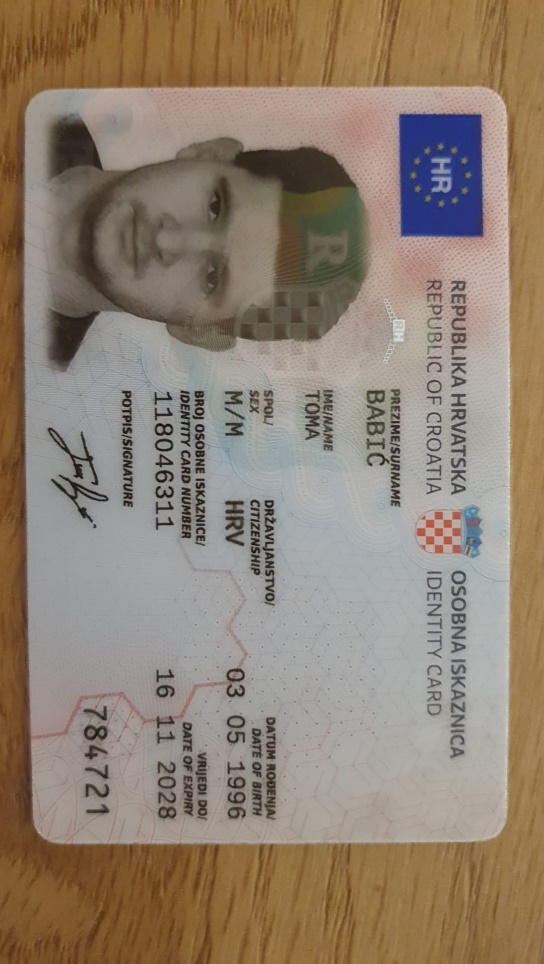 HR
REPUBLIKA HRVATSKA
REPUBLIC OF CROATIA
OSOBNA ISKAZNICA
IDENTITY CARD
RH
R
PREZIME/SURNAME
BABIĆ
IME/NAME
TOMA
SPOL/
SEX
M/M
DRŽAVLJANSTVO/
CITIZENSHIP
HRV
DATUM ROĐENJA/
DATE OF BIRTH
03 05 1996
BROJ OSOBNE ISKAZNICE/
IDENTITY CARD NUMBER
118046311
VRIJEDI DO/
DATE OF EXPIRY
16 11 2028
POTPIS/SIGNATURE
784721